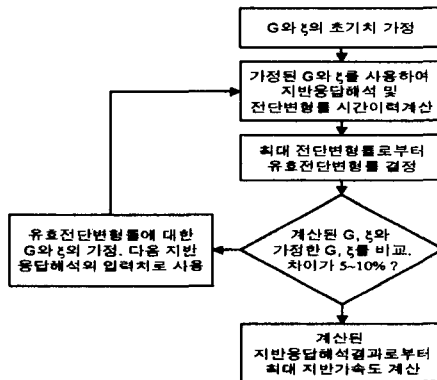 G와 ξ의 초기치 가정
가정된 G와 ξ를 사용하여
지반응답해석 및
전단변형률 시간이력계산
최대 전단변형률로부터
유효전단변형률 결정
계산된 G, ξ와
가정한 G, ξ를 비교.
차이가 5~10% ?
유효전단변형률에 대한
G와 ξ의 가정. 다음 지반
응답해석의 입력치로 사용
계산된
지반응답해석결과로부터
최대 지반가속도 계산